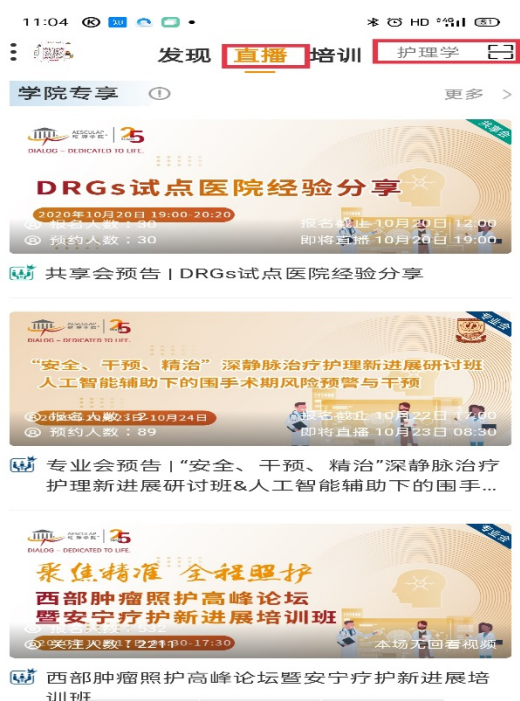 11:04
HD
61
发现 直播 培训 护理学
学院专享 更多 >
AESCULAP
25
DIALOG – DEDICATED TO LIFE.
共享会
DRGs试点医院经验分享
2020年10月20日 19:00-20:20
报名人数：30 报名截止 10月20日 12:00
预约人数：30 即将直播 10月20日 19:00
共享会预告 | DRGs试点医院经验分享
AESCULAP
25
DIALOG – DEDICATED TO LIFE.
专业会
“安全、干预、精治”深静脉治疗护理新进展研讨班
人工智能辅助下的围手术期风险预警与干预
10月24日
报名人数：2 报名截止 10月22日 17:00
预约人数：89 即将直播 10月23日 08:30
专业会预告 | "安全、干预、精治"深静脉治疗
护理新进展研讨班&人工智能辅助下的围手...
25
DIALOG – DEDICATED TO LIFE.
专业会
聚焦精准 全程照护
西部肿瘤照护高峰论坛
暨安宁疗护新进展培训班
报名人数：532
-17:30
关注人数：2211 本场无回看视频
西部肿瘤照护高峰论坛暨安宁疗护新进展培
训班